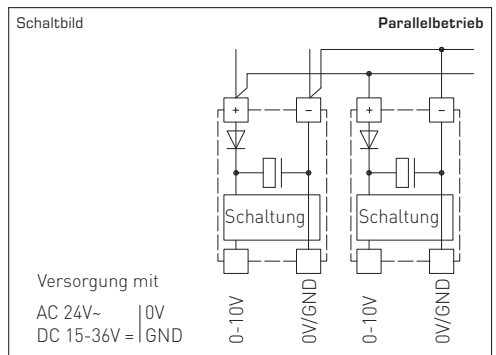 Schaltbild
Parallelbetrieb
+
–
+
–
Schaltung
Schaltung
Versorgung mit
AC 24V~ | 0V
DC 15-36V = | GND
0-10V
0V/GND
0-10V
0V/GND